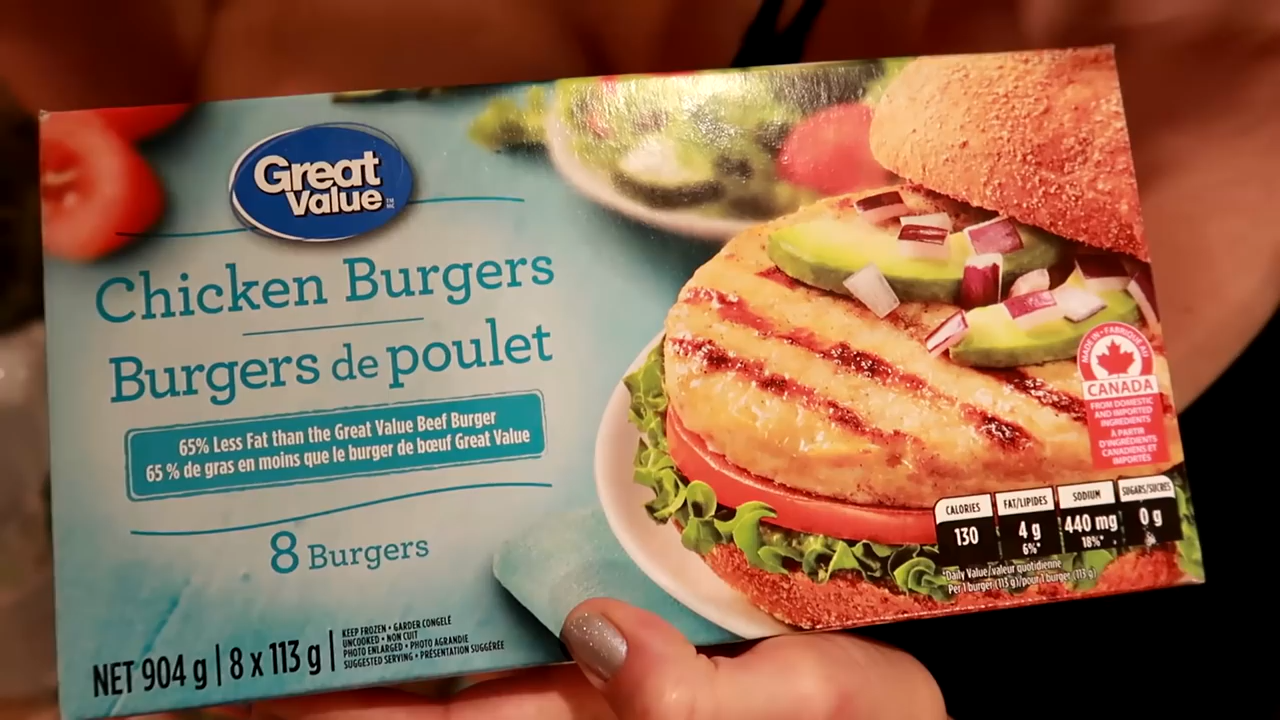 Great
Value
TM
MC
Chicken Burgers
Burgers de poulet
65% Less Fat than the Great Value Beef Burger
65 % de gras en moins que le burger de bœuf Great Value
8 Burgers
NET 904 g | 8 x 113 g
KEEP FROZEN • GARDER CONGELÉ
UNCOOKED • NON CUIT
PHOTO ENLARGED • PHOTO AGRANDIE
SUGGESTED SERVING • PRÉSENTATION SUGGÉRÉE
MADE IN • FABRIQUÉ AU
CANADA
FROM DOMESTIC
AND IMPORTED
INGREDIENTS
À PARTIR
D'INGRÉDIENTS
CANADIENS ET
IMPORTÉS
CALORIES
130
FAT/LIPIDES
4 g
6%*
SODIUM
440 mg
18%*
SUGARS/SUCRES
0 g
*Daily Value/valeur quotidienne
Per 1 burger (113 g)/pour 1 burger (113 g)